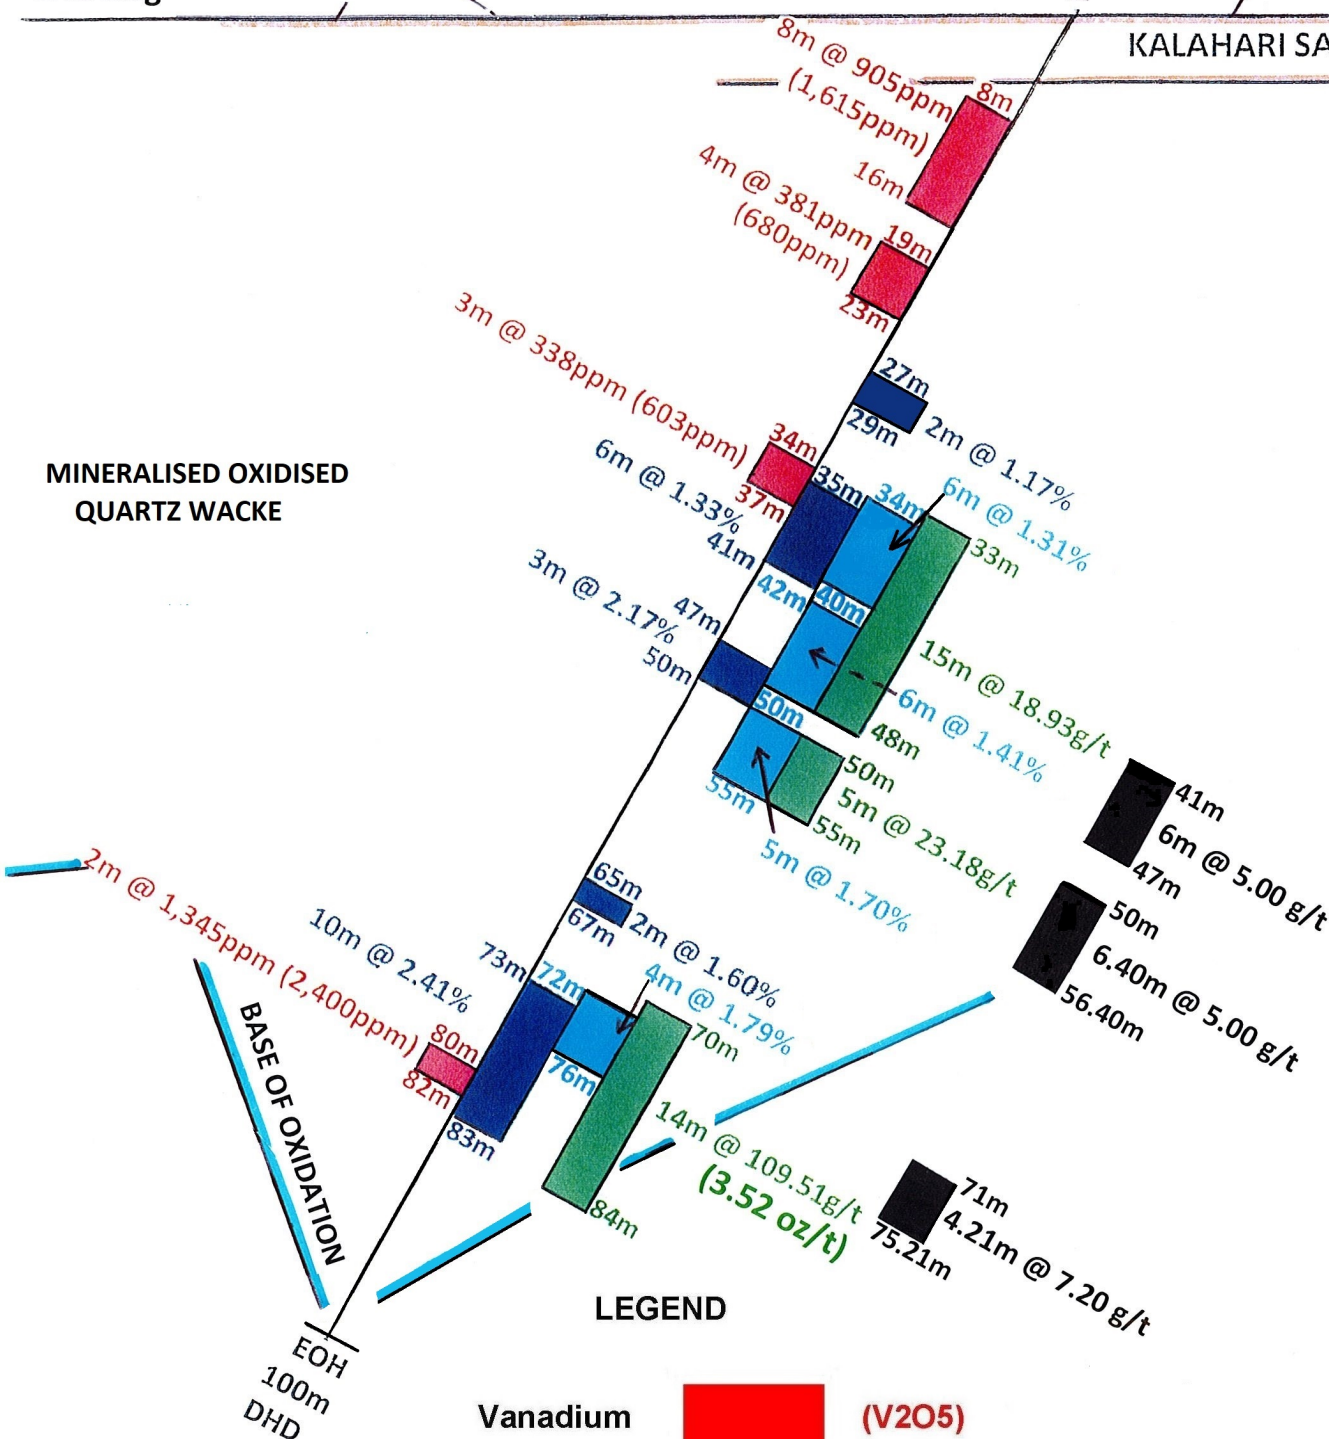 KALAHARI SA
8m @ 905ppm
(1,615ppm)
8m
16m
4m @ 381ppm
(680ppm)
19m
23m
27m
29m
2m @ 1.17%
3m @ 338ppm (603ppm)
34m
37m
MINERALISED OXIDISED
QUARTZ WACKE
6m @ 1.33%
35m
41m
34m
6m @ 1.31%
40m
33m
42m
15m @ 18.93g/t
48m
3m @ 2.17%
47m
50m
6m @ 1.41%
50m
55m
5m @ 1.70%
50m
5m @ 23.18g/t
55m
41m
6m @ 5.00 g/t
47m
50m
6.40m @ 5.00 g/t
56.40m
65m
67m
2m @ 1.60%
2m @ 1,345ppm (2,400ppm)
80m
82m
10m @ 2.41%
73m
83m
72m
4m @ 1.79%
76m
70m
14m @ 109.51g/t
(3.52 oz/t)
84m
71m
4.21m @ 7.20 g/t
75.21m
BASE OF OXIDATION
EOH
100m
DHD
LEGEND
Vanadium (V2O5)